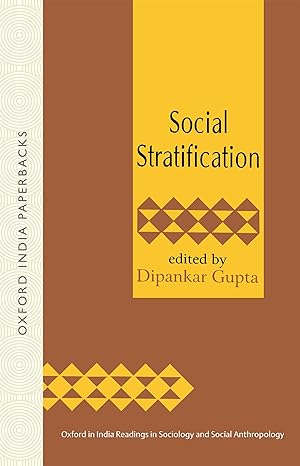 Social
Stratification
edited by
Dipankar Gupta
OXFORD INDIA PAPERBACKS
Oxford in India Readings in Sociology and Social Anthropology